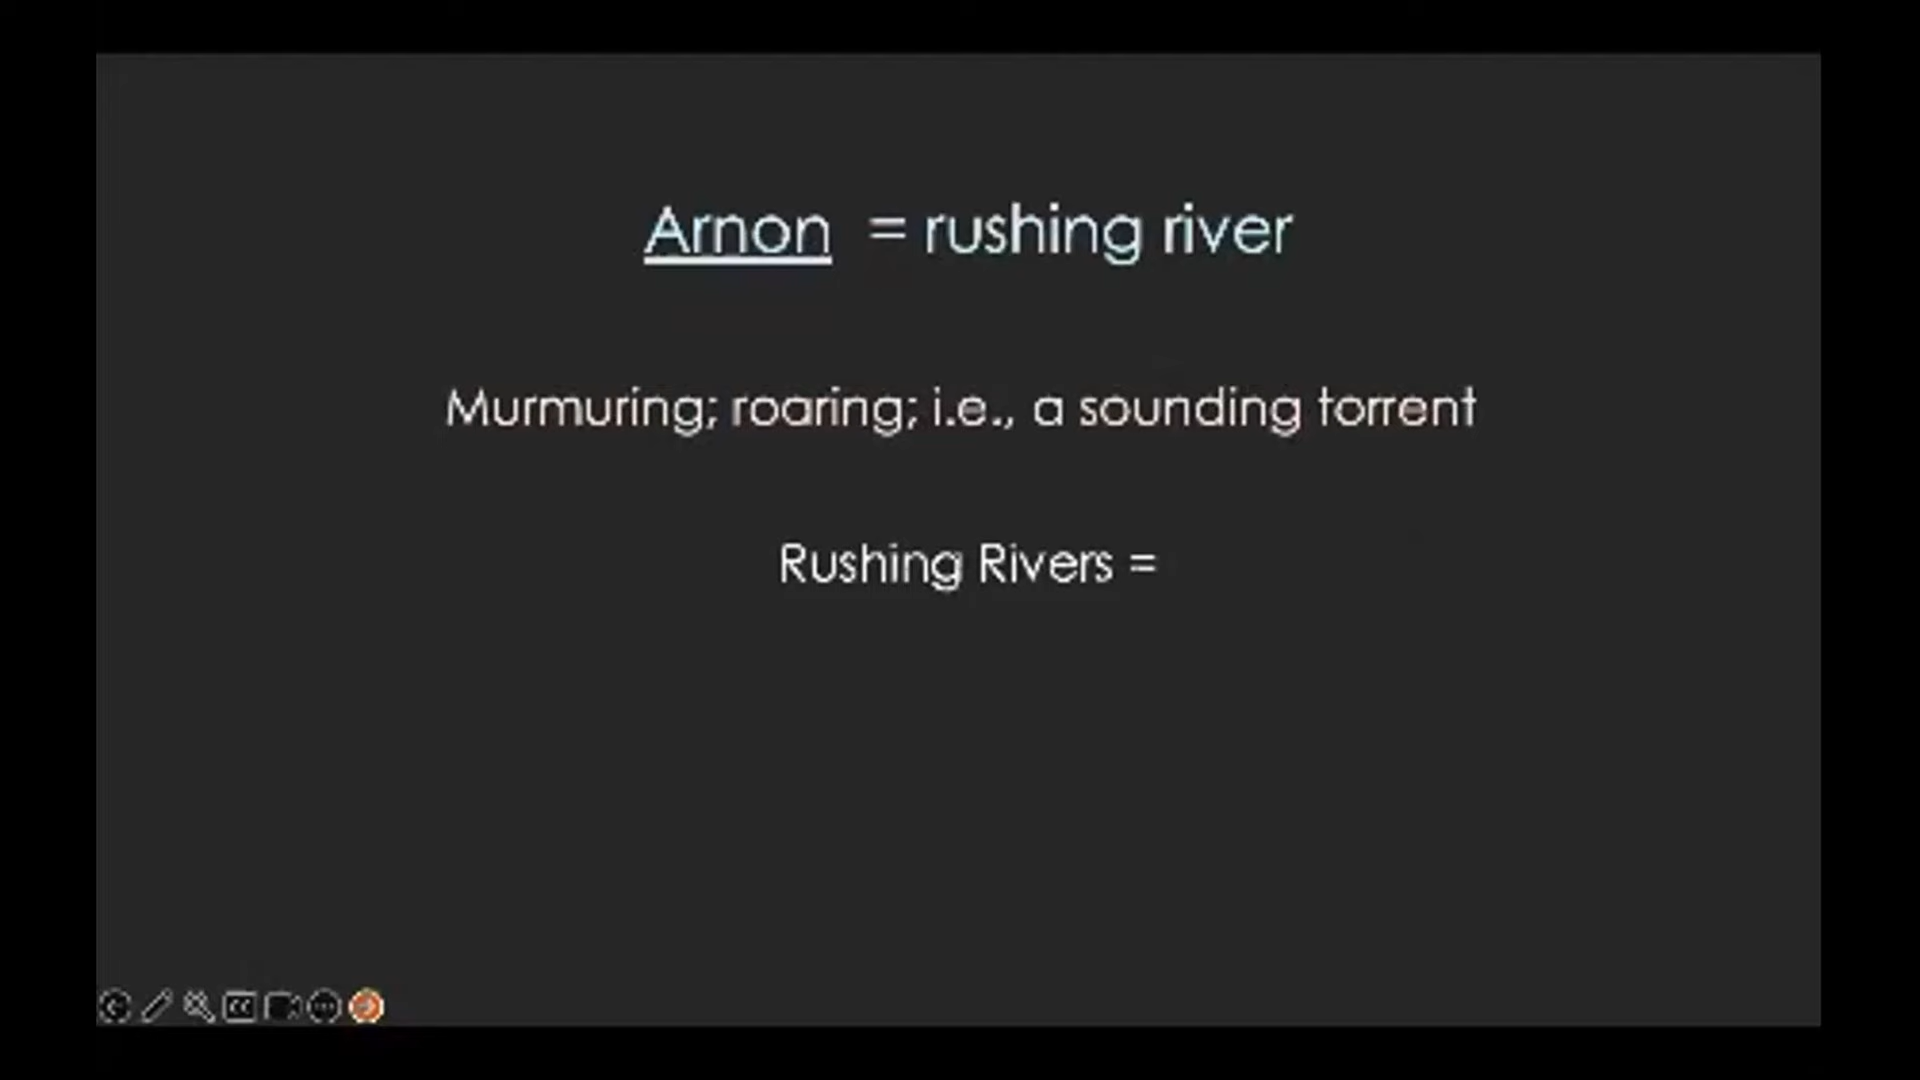 Arnon = rushing river
Murmuring; roaring; i.e., a sounding torrent
Rushing Rivers =